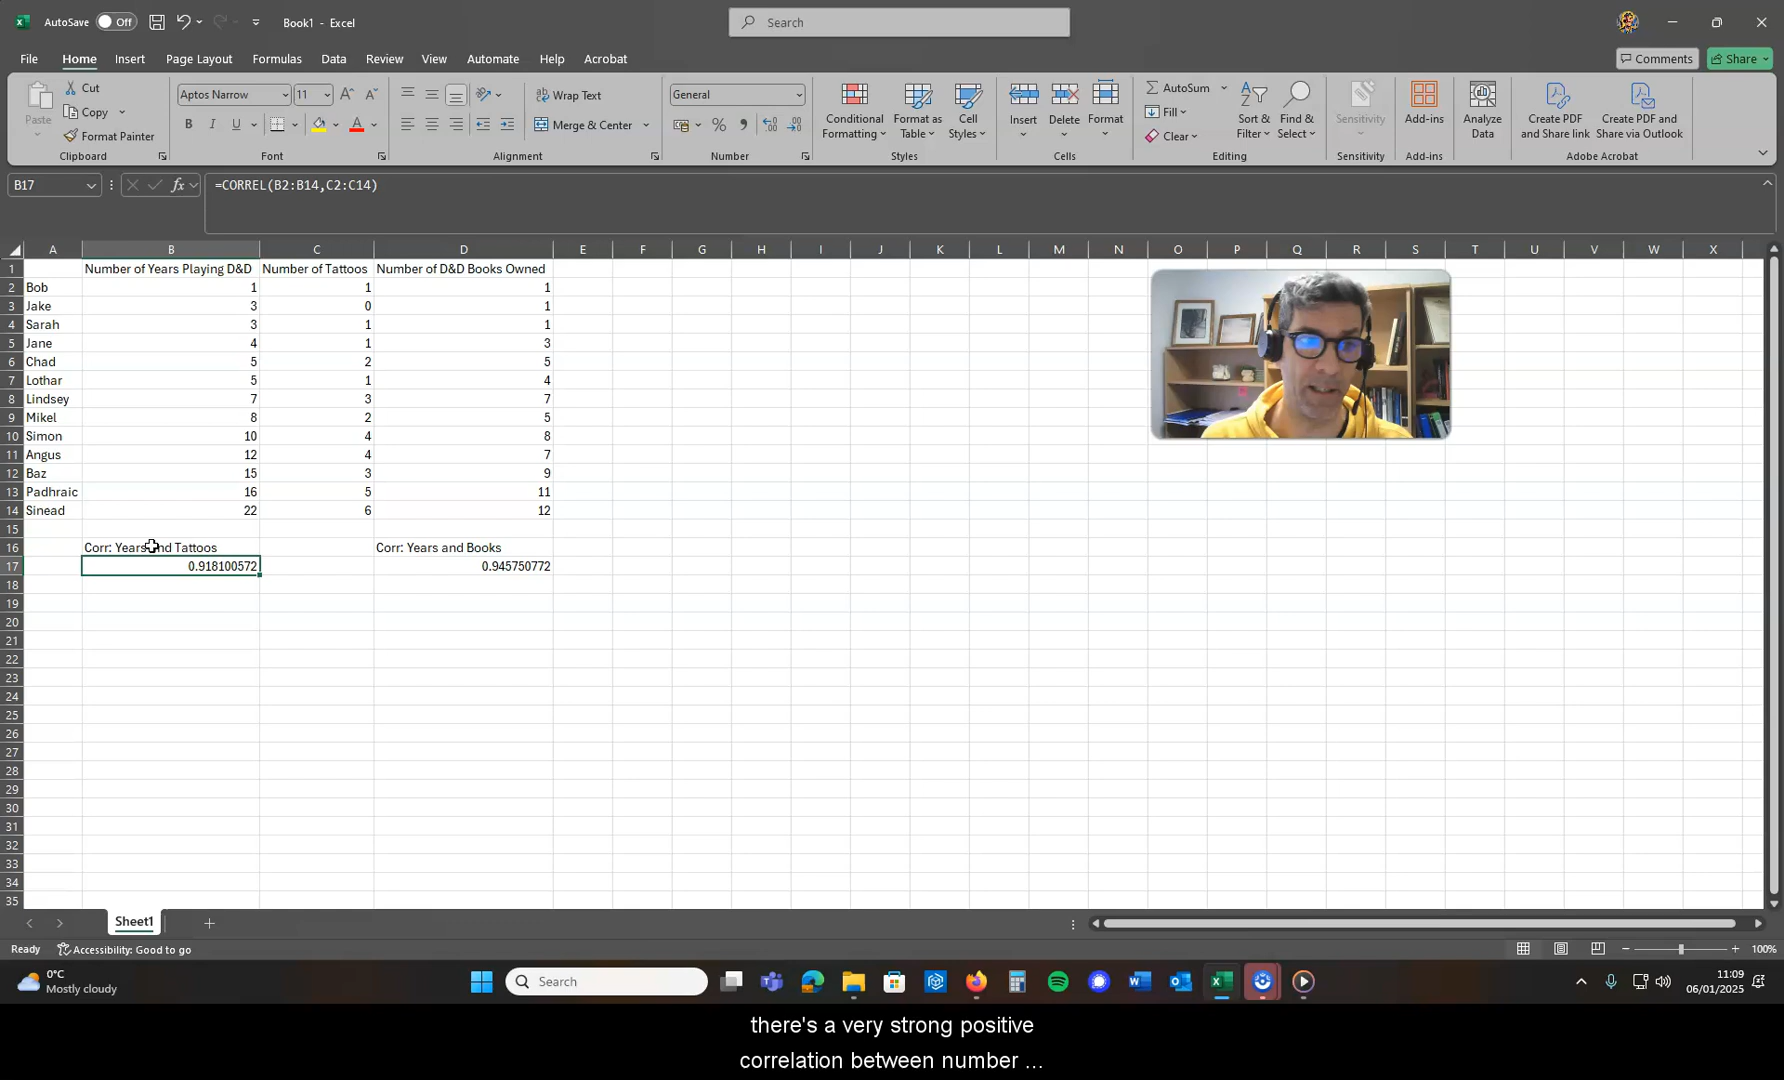 AutoSave Off Book1 - Excel Search
File Home Insert Page Layout Formulas Data Review View Automate Help Acrobat Comments Share
Paste Cut Copy Format Painter Clipboard
Aptos Narrow 11 B I U Font
Wrap Text Merge & Center Alignment
General % Number
Conditional Formatting Format as Table Cell Styles Styles
Insert Delete Format Cells
AutoSum Fill Clear Sort & Filter Find & Select Editing
Sensitivity Sensitivity
Add-ins Add-ins
Analyze Data
Create PDF and Share link Create PDF and Share via Outlook Adobe Acrobat
B17 fx =CORREL(B2:B14,C2:C14)
A B C D E F G H I J K L M N O P Q R S T U V W X
1 Number of Years Playing D&D Number of Tattoos Number of D&D Books Owned
2 Bob 1 1 1
3 Jake 3 0 1
4 Sarah 3 1 1
5 Jane 4 1 3
6 Chad 5 2 5
7 Lothar 5 1 4
8 Lindsey 7 3 7
9 Mikel 8 2 5
10 Simon 10 4 8
11 Angus 12 4 7
12 Baz 15 3 9
13 Padhraic 16 5 11
14 Sinead 22 6 12
15
16 Corr: Years and Tattoos Corr: Years and Books
17 0.918100572 0.945750772
18
19
20
21
22
23
24
25
26
27
28
29
30
31
32
33
34
35
Sheet1
Ready Accessibility: Good to go 100%
0°C
Mostly cloudy
Search
11:09
06/01/2025
there's a very strong positive
correlation between number ...